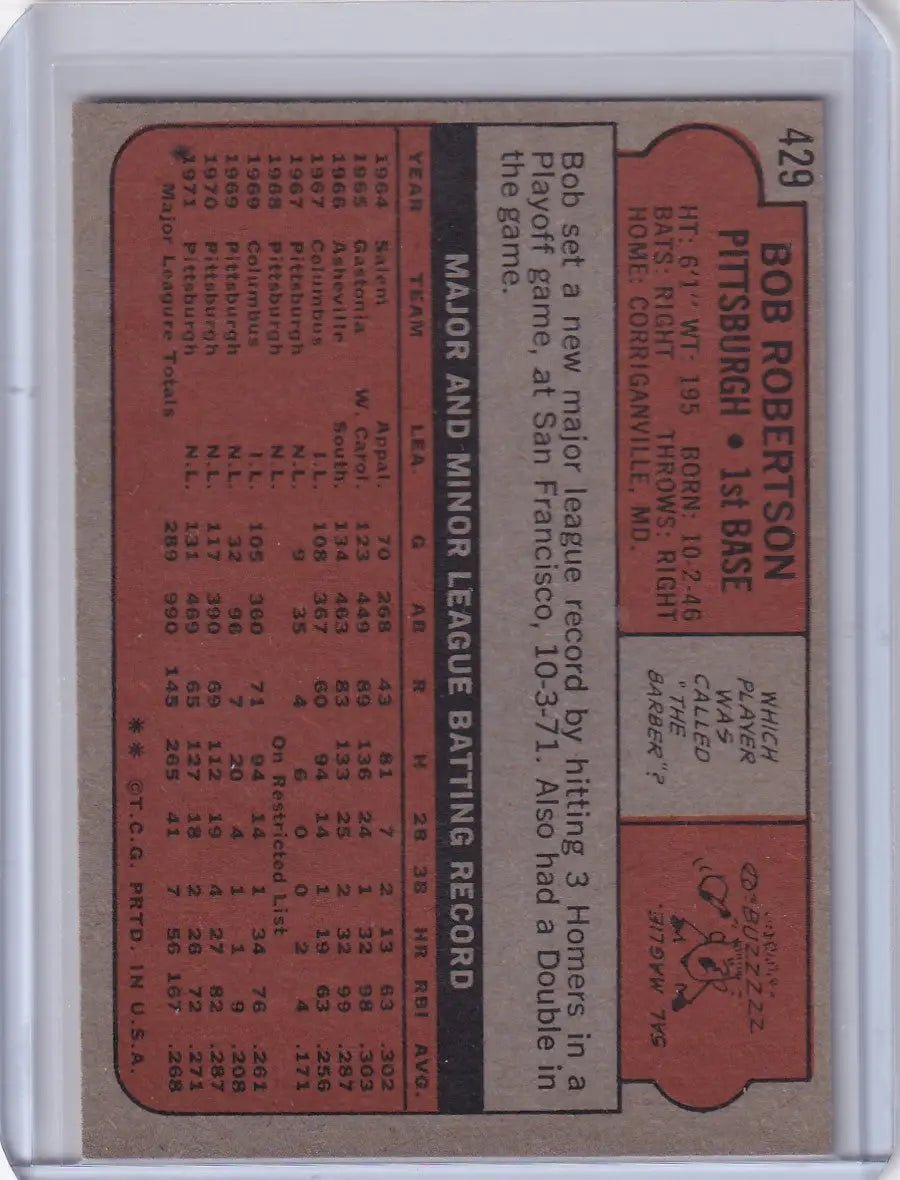 429
BOB ROBERTSON
PITTSBURGH • 1st BASE
HT: 6'1" WT: 195 BORN: 10-2-46
BATS: RIGHT THROWS: RIGHT
HOME: CORRIGANVILLE, MD.
WHICH
PLAYER
WAS
CALLED
"THE
BARBER"?
BUZZZZZ
SAL MAGLIE.
Bob set a new major league record by hitting 3 Homers in a
Playoff game, at San Francisco, 10-3-71. Also had a Double in
the game.
MAJOR AND MINOR LEAGUE BATTING RECORD
YEAR TEAM LEA. G AB R H 2B 3B HR RBI AVG.
1964 Salem Appal. 70 268 43 81 7 2 13 63 .302
1965 Gastonia W. Carol. 123 449 89 136 24 1 32 98 .303
1966 Asheville South. 134 463 83 133 25 2 32 99 .287
1967 Columbus I.L. 108 367 60 94 14 1 19 63 .256
1967 Pittsburgh N.L. 9 35 4 6 0 0 2 4 .171
1968 Pittsburgh N.L. On Restricted List
1969 Columbus I.L. 105 360 71 94 14 1 34 76 .261
1969 Pittsburgh N.L. 32 96 7 20 4 1 1 9 .208
1970 Pittsburgh N.L. 117 390 69 112 19 4 27 82 .287
1971 Pittsburgh N.L. 131 469 65 127 18 2 26 72 .271
Major League Totals 289 990 145 265 41 7 56 167 .268
** ©T.C.G. PRTD. IN U.S.A.